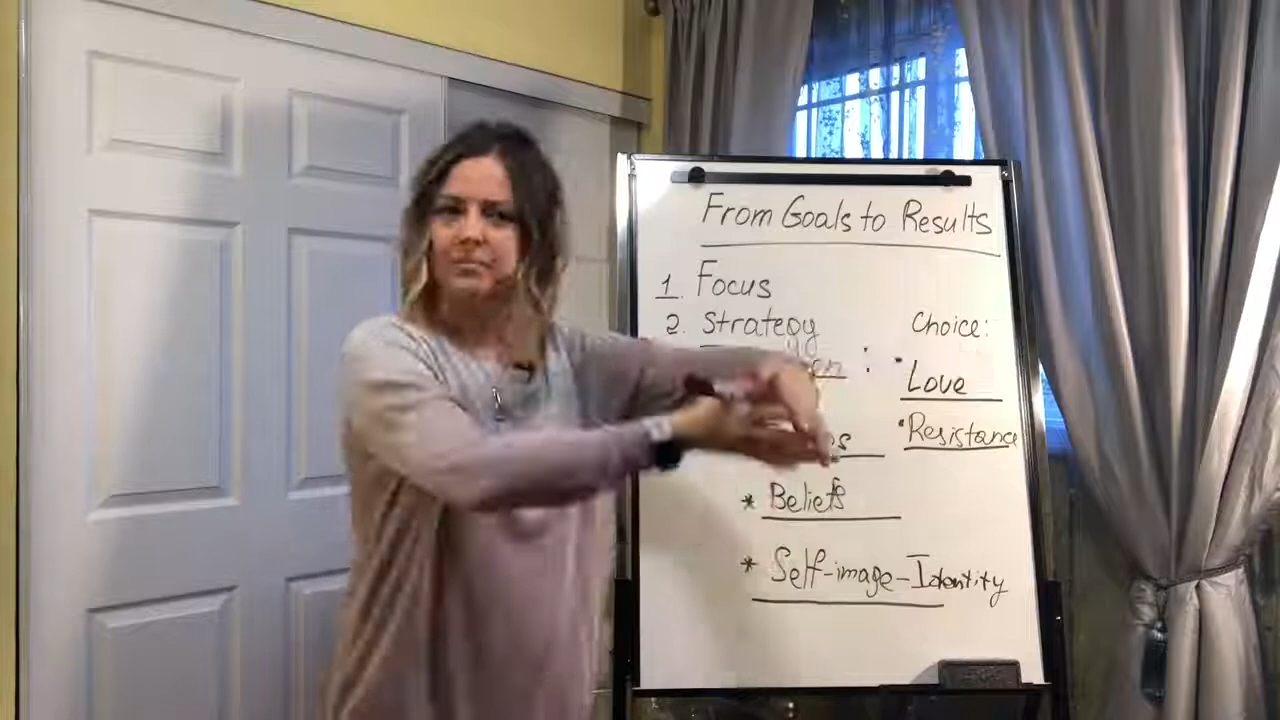 From Goals to Results
1. Focus
2. Strategy
Choice:
• Love
• Resistance
* Beliefs
* Self-image-Identity